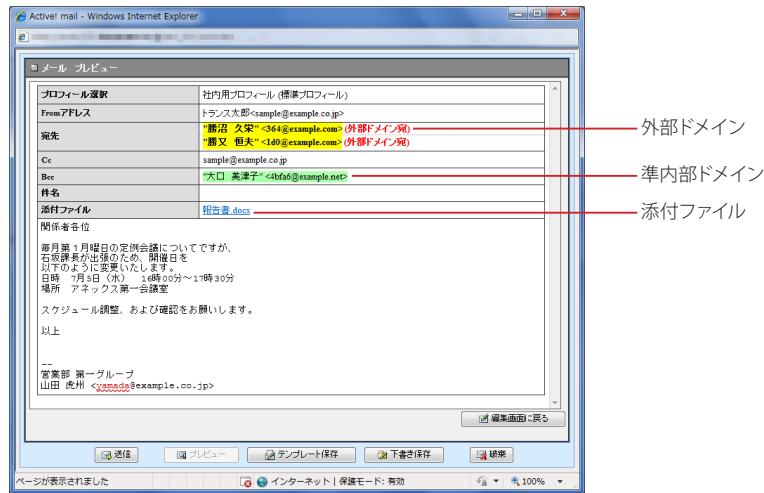 Active! mail - Windows Internet Explorer
メール プレビュー
プロフィール選択 社内用プロフィール (標準プロフィール)
Fromアドレス トランス太郎<sample@example.co.jp>
宛先 "勝沼 久栄" <364@example.com> (外部ドメイン宛)
"勝又 恒夫" <1d0@example.com> (外部ドメイン宛)
外部ドメイン
Cc sample@example.co.jp
Bcc "大口 美津子" <4bfa6@example.net>
準内部ドメイン
件名
添付ファイル 報告書.docx
添付ファイル
関係者各位
毎月第1月曜日の定例会議についてですが、
石坂課長が出張のため、開催日を
以下のように変更いたします。
日時 7月5日(水) 16時00分～17時30分
場所 アネックス第一会議室
スケジュール調整、および確認をお願いします。
以上
--
営業部 第一グループ
山田 虎州 <yamada@example.co.jp>
編集画面に戻る
送信 プレビュー テンプレート保存 下書き保存 破棄
ページが表示されました インターネット | 保護モード: 有効 100%